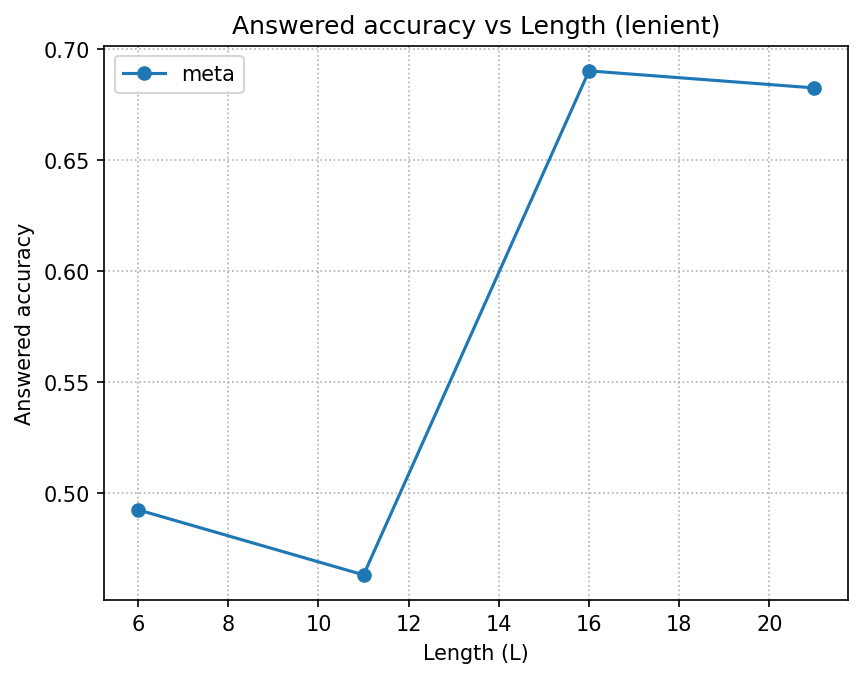 Answered accuracy vs Length (lenient)
meta
Answered accuracy
0.70
0.65
0.60
0.55
0.50
6 8 10 12 14 16 18 20
Length (L)